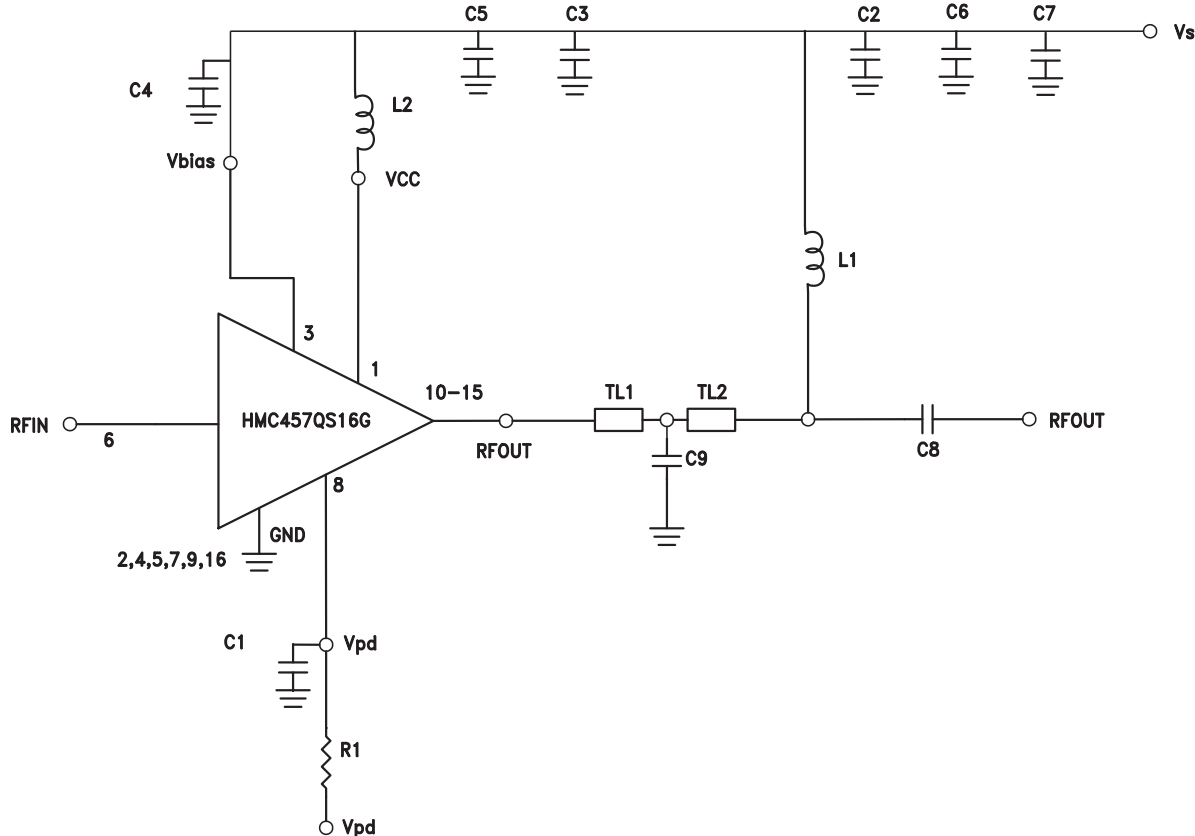 C5
C3
C2
C6
C7
Vs
C4
L2
Vbias
VCC
L1
3
1
10-15
TL1
TL2
RFIN
6
HMC457QS16G
RFOUT
RFOUT
C9
C8
8
GND
2,4,5,7,9,16
C1
Vpd
R1
Vpd